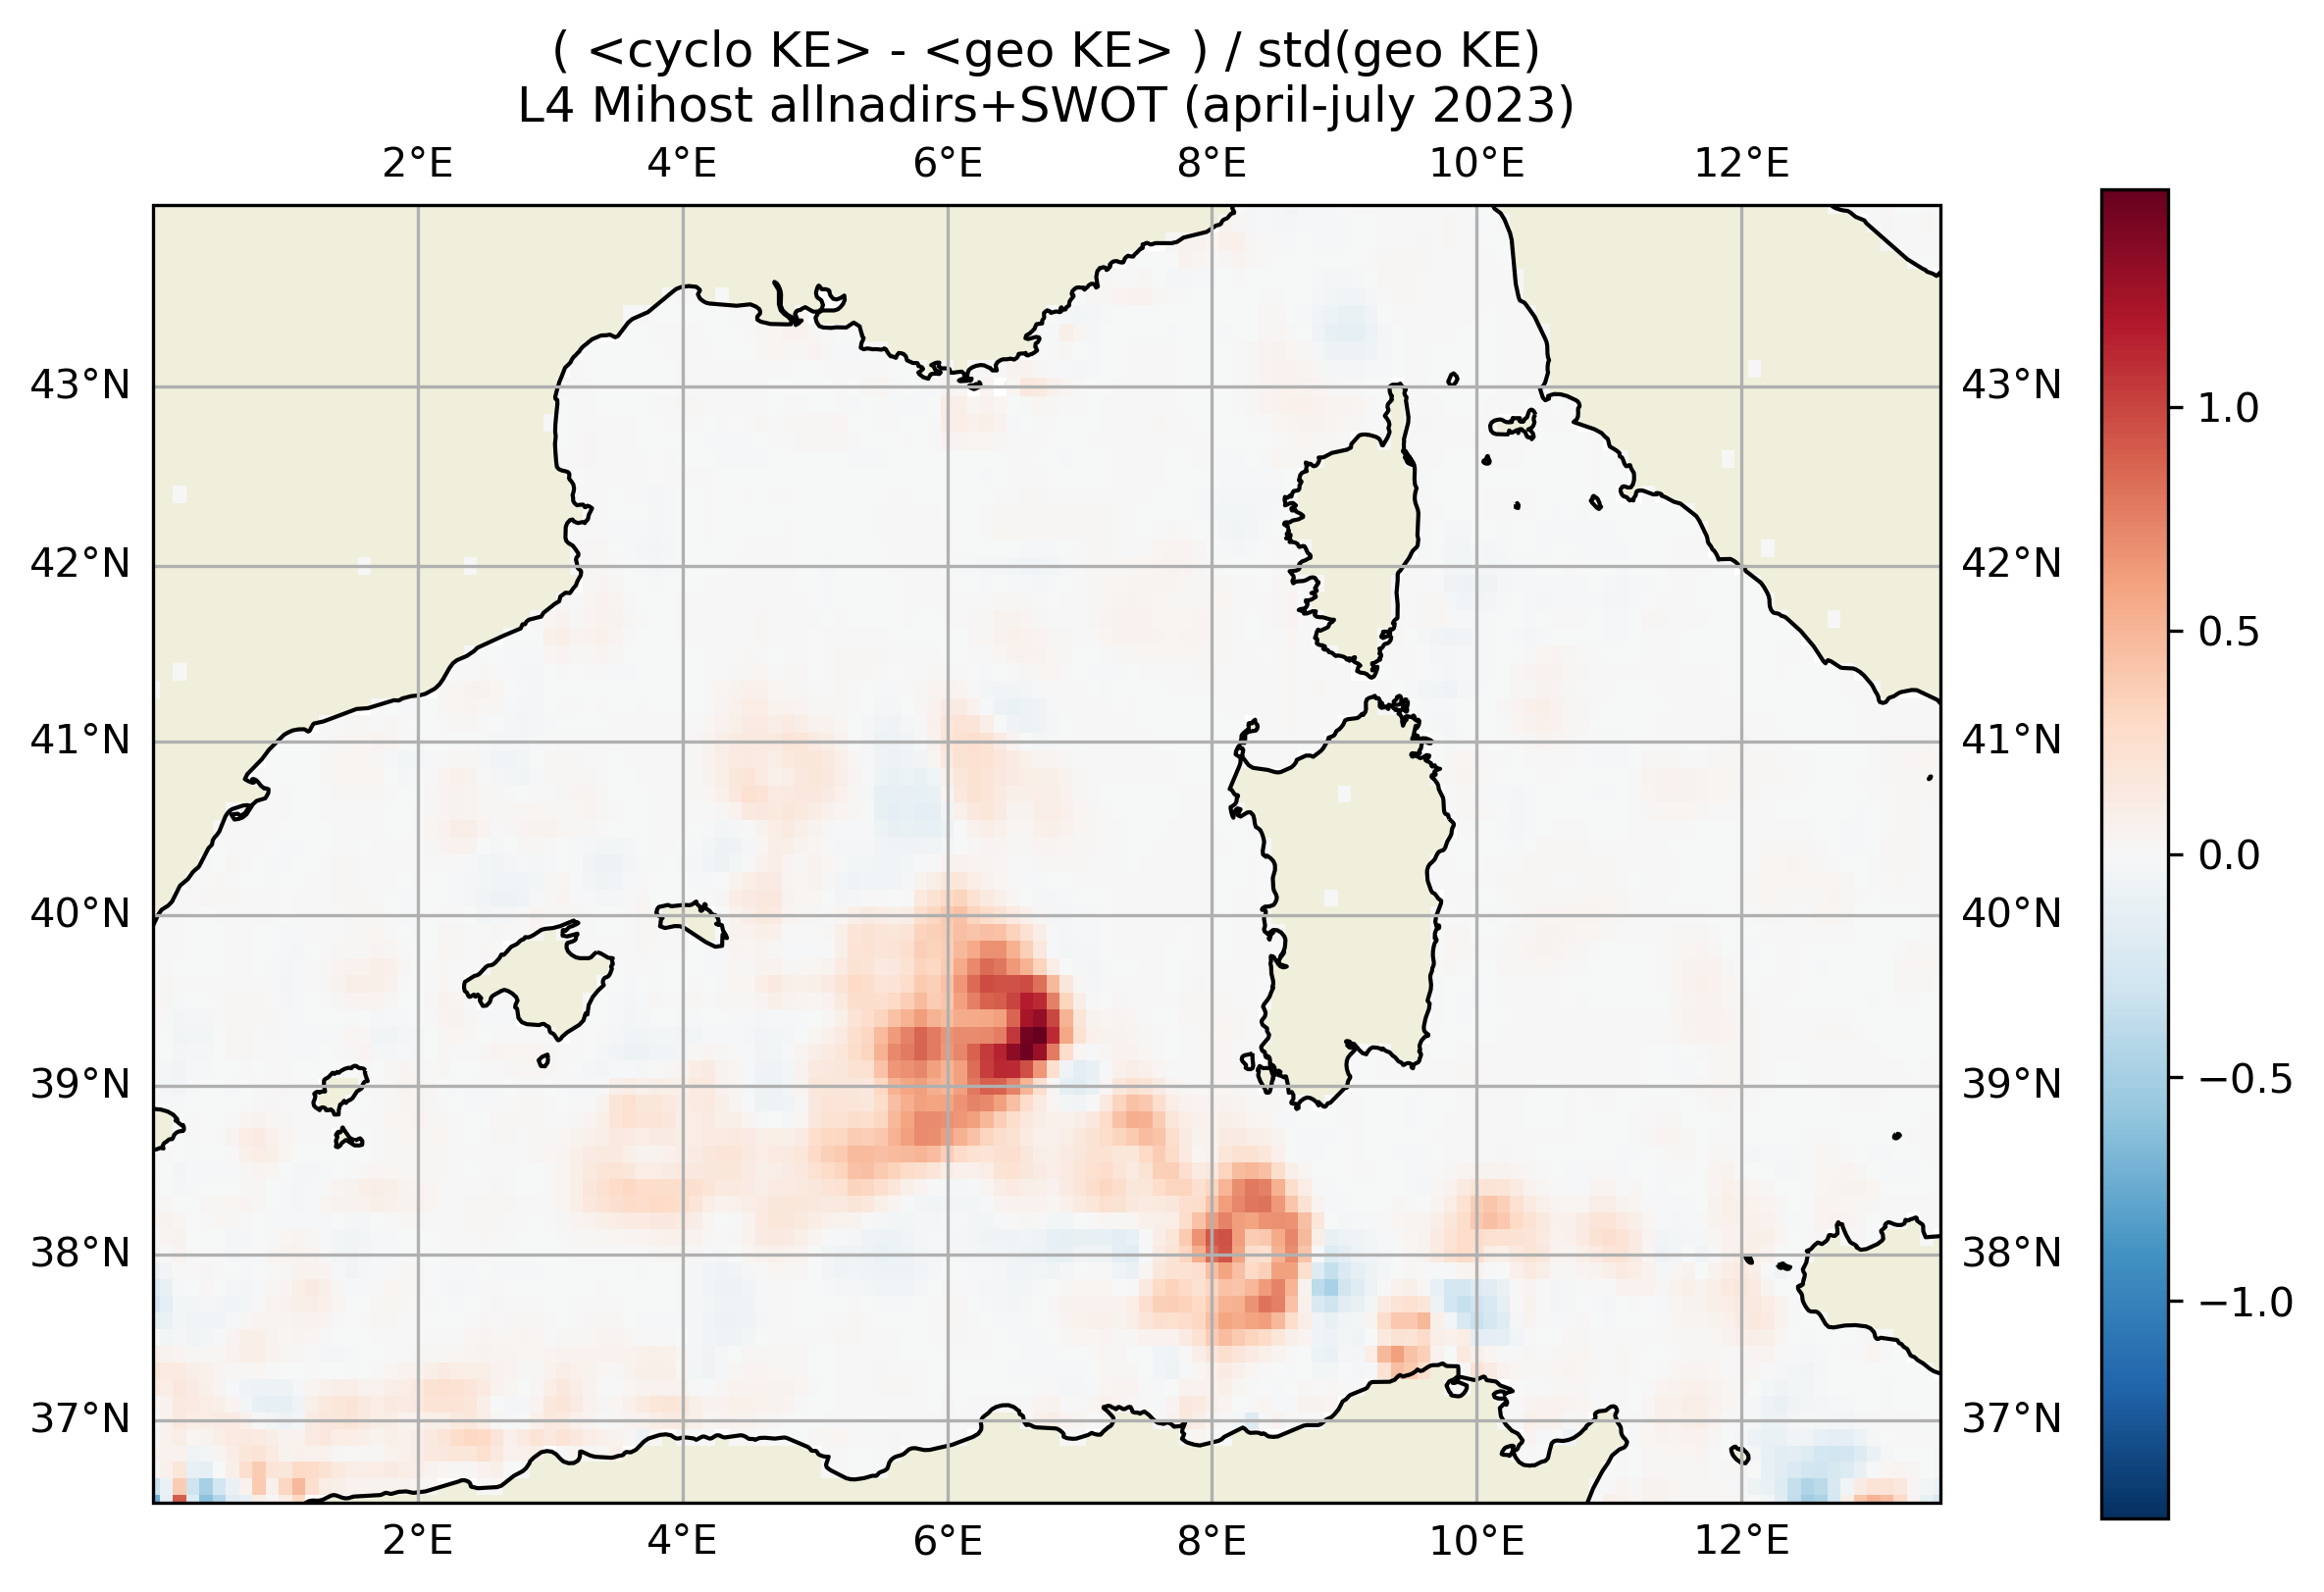 ( <cyclo KE> - <geo KE> ) / std(geo KE)
L4 Mihost allnadirs+SWOT (april-july 2023)
2°E 4°E 6°E 8°E 10°E 12°E
43°N 43°N
1.0
42°N 42°N
0.5
41°N 41°N
0.0
40°N 40°N
39°N 39°N
−0.5
38°N 38°N
−1.0
37°N 37°N
2°E 4°E 6°E 8°E 10°E 12°E